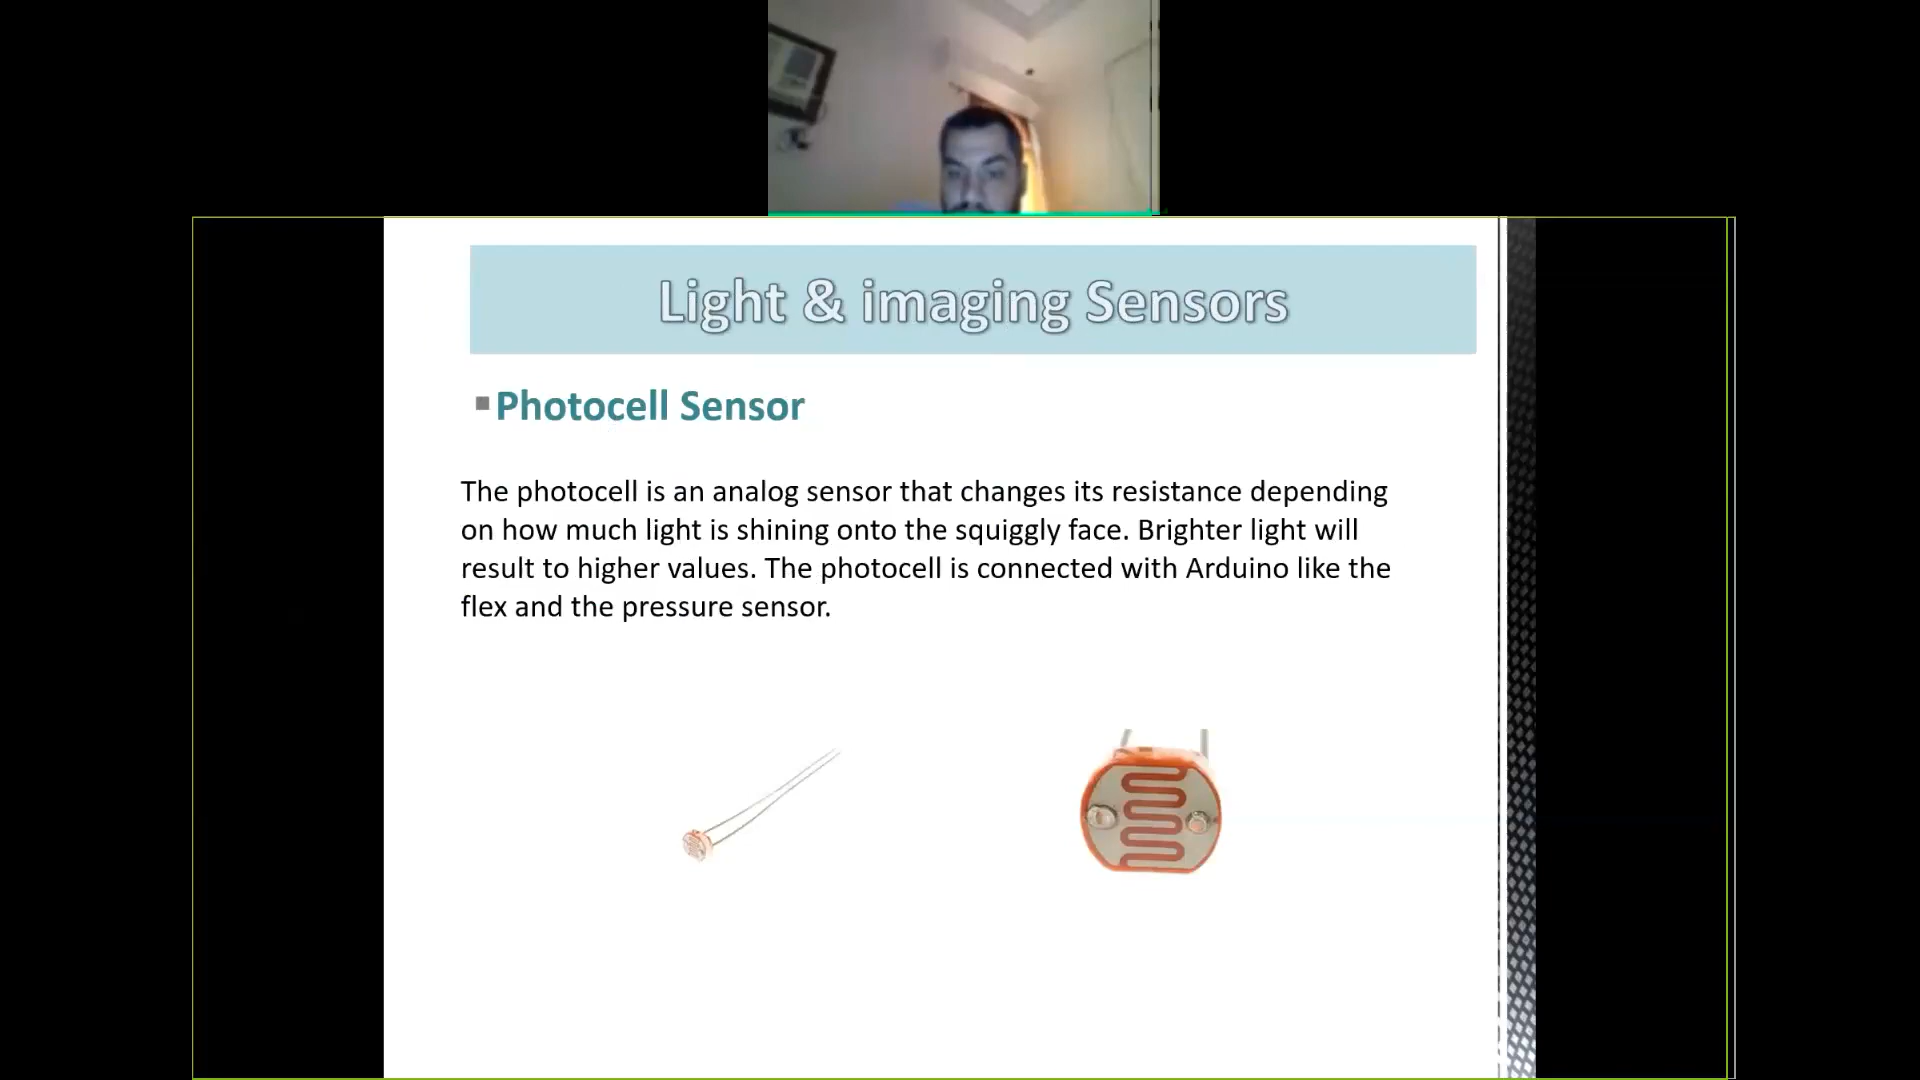 Light & imaging Sensors
Photocell Sensor
The photocell is an analog sensor that changes its resistance depending
on how much light is shining onto the squiggly face. Brighter light will
result to higher values. The photocell is connected with Arduino like the
flex and the pressure sensor.